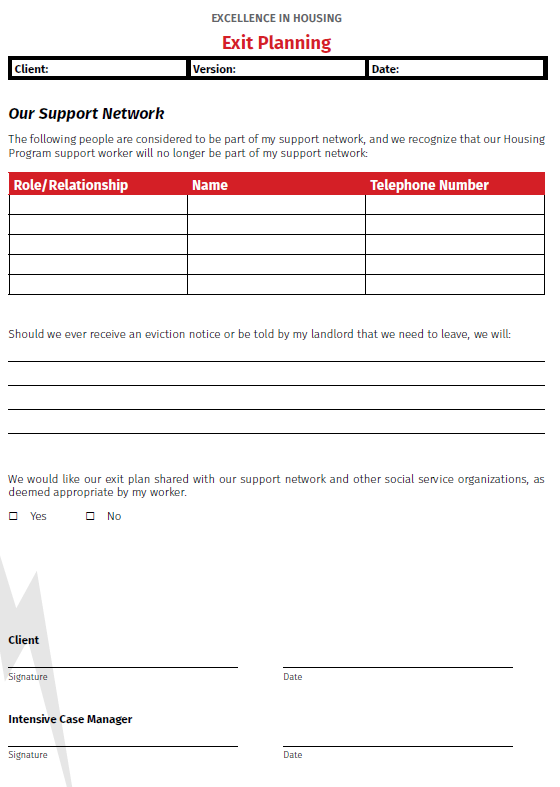 EXCELLENCE IN HOUSING
Exit Planning
Client: Version: Date:
Our Support Network
The following people are considered to be part of my support network, and we recognize that our Housing
Program support worker will no longer be part of my support network:
Role/Relationship Name Telephone Number
Should we ever receive an eviction notice or be told by my landlord that we need to leave, we will:
We would like our exit plan shared with our support network and other social service organizations, as
deemed appropriate by my worker.
☐ Yes ☐ No
Client
Signature Date
Intensive Case Manager
Signature Date